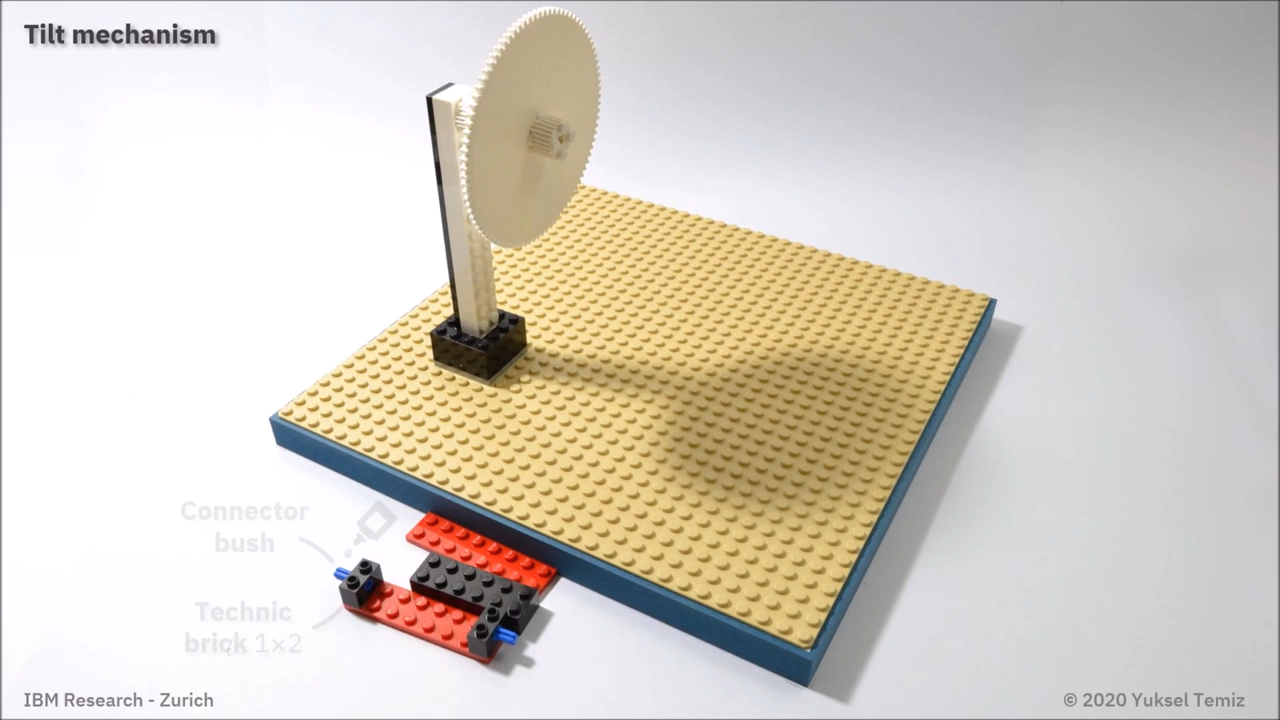 Tilt mechanism
Connector
bush
Technic
brick 1×2
IBM Research - Zurich
© 2020 Yuksel Temiz